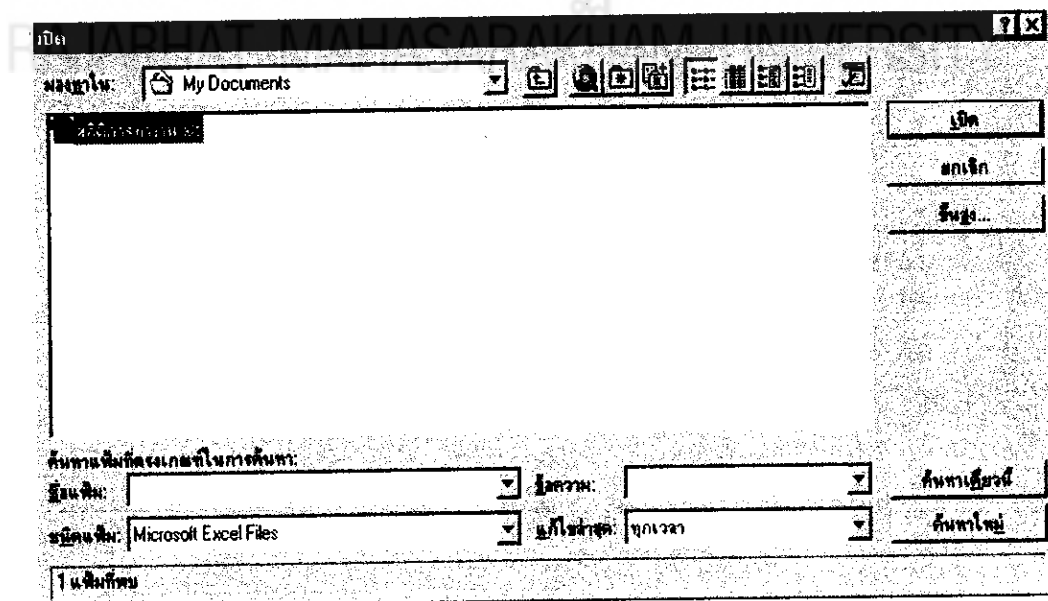 RAJABHAT MAHASARAKHAM UNIVERSITY
เปิด
มองหาใน: My Documents
เปิด
ยกเลิก
ขั้นสูง...
ค้นหาแฟ้มที่ตรงเกณฑ์ในการค้นหา:
ชื่อแฟ้ม: ข้อความ: ค้นหาเดี๋ยวนี้
ชนิดแฟ้ม: Microsoft Excel Files แก้ไขล่าสุด: ทุกเวลา ค้นหาใหม่
1 แฟ้มที่พบ